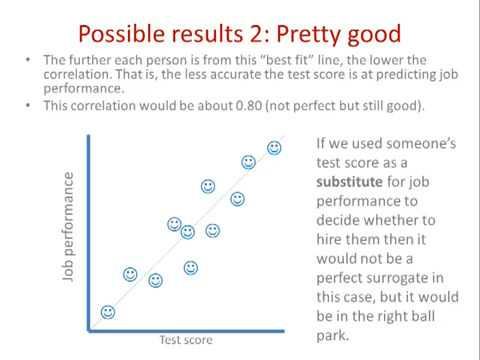 Possible results 2: Pretty good
• The further each person is from this “best fit” line, the lower the
correlation. That is, the less accurate the test score is at predicting job
performance.
• This correlation would be about 0.80 (not perfect but still good).
If we used someone’s
test score as a
substitute for job
performance to
decide whether to
hire them then it
would not be a
perfect surrogate in
this case, but it would
be in the right ball
park.
Job performance
Test score